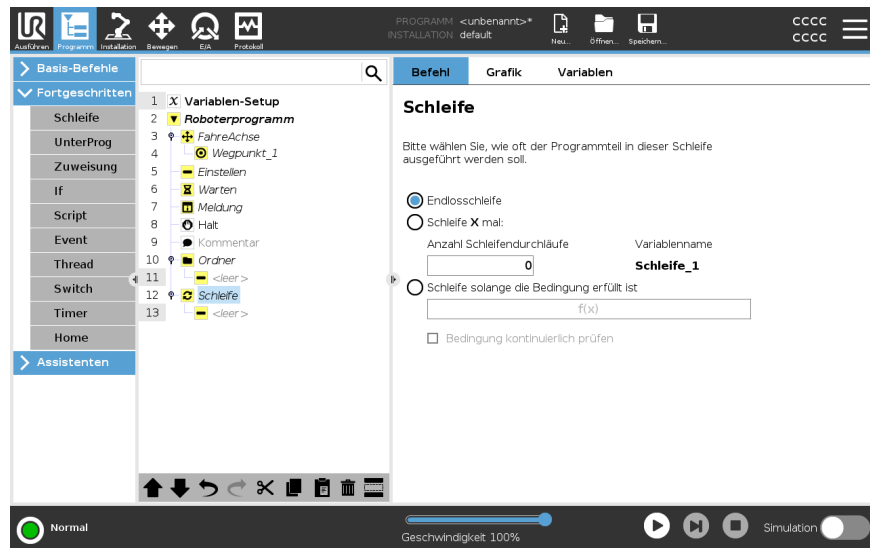 PROGRAMM <unbenannt>*
INSTALLATION default
Ausführen Programm Installation Bewegen E/A Protokoll Neu... Öffnen... Speichern...
CCCC
CCCC
Basis-Befehle
Fortgeschritten
Schleife
UnterProg
Zuweisung
If
Script
Event
Thread
Switch
Timer
Home
Assistenten
1 X Variablen-Setup
2 Roboterprogramm
3 FahreAchse
4 Wegpunkt_1
5 Einstellen
6 Warten
7 Meldung
8 Halt
9 Kommentar
10 Ordner
11 <leer>
12 Schleife
13 <leer>
Befehl Grafik Variablen
Schleife
Bitte wählen Sie, wie oft der Programmteil in dieser Schleife
ausgeführt werden soll.
Endlosschleife
Schleife X mal:
Anzahl Schleifendurchläufe Variablenname
0 Schleife_1
Schleife solange die Bedingung erfüllt ist
f(x)
Bedingung kontinuierlich prüfen
Normal
Geschwindigkeit 100%
Simulation